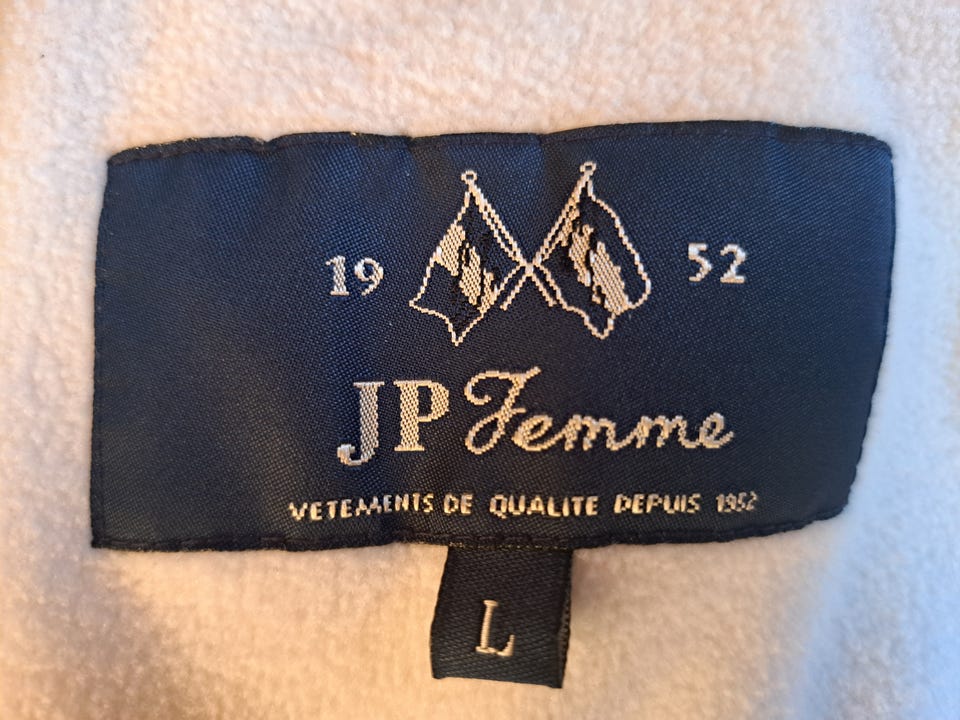 19 52
JP Femme
VETEMENTS DE QUALITE DEPUIS 1952
L